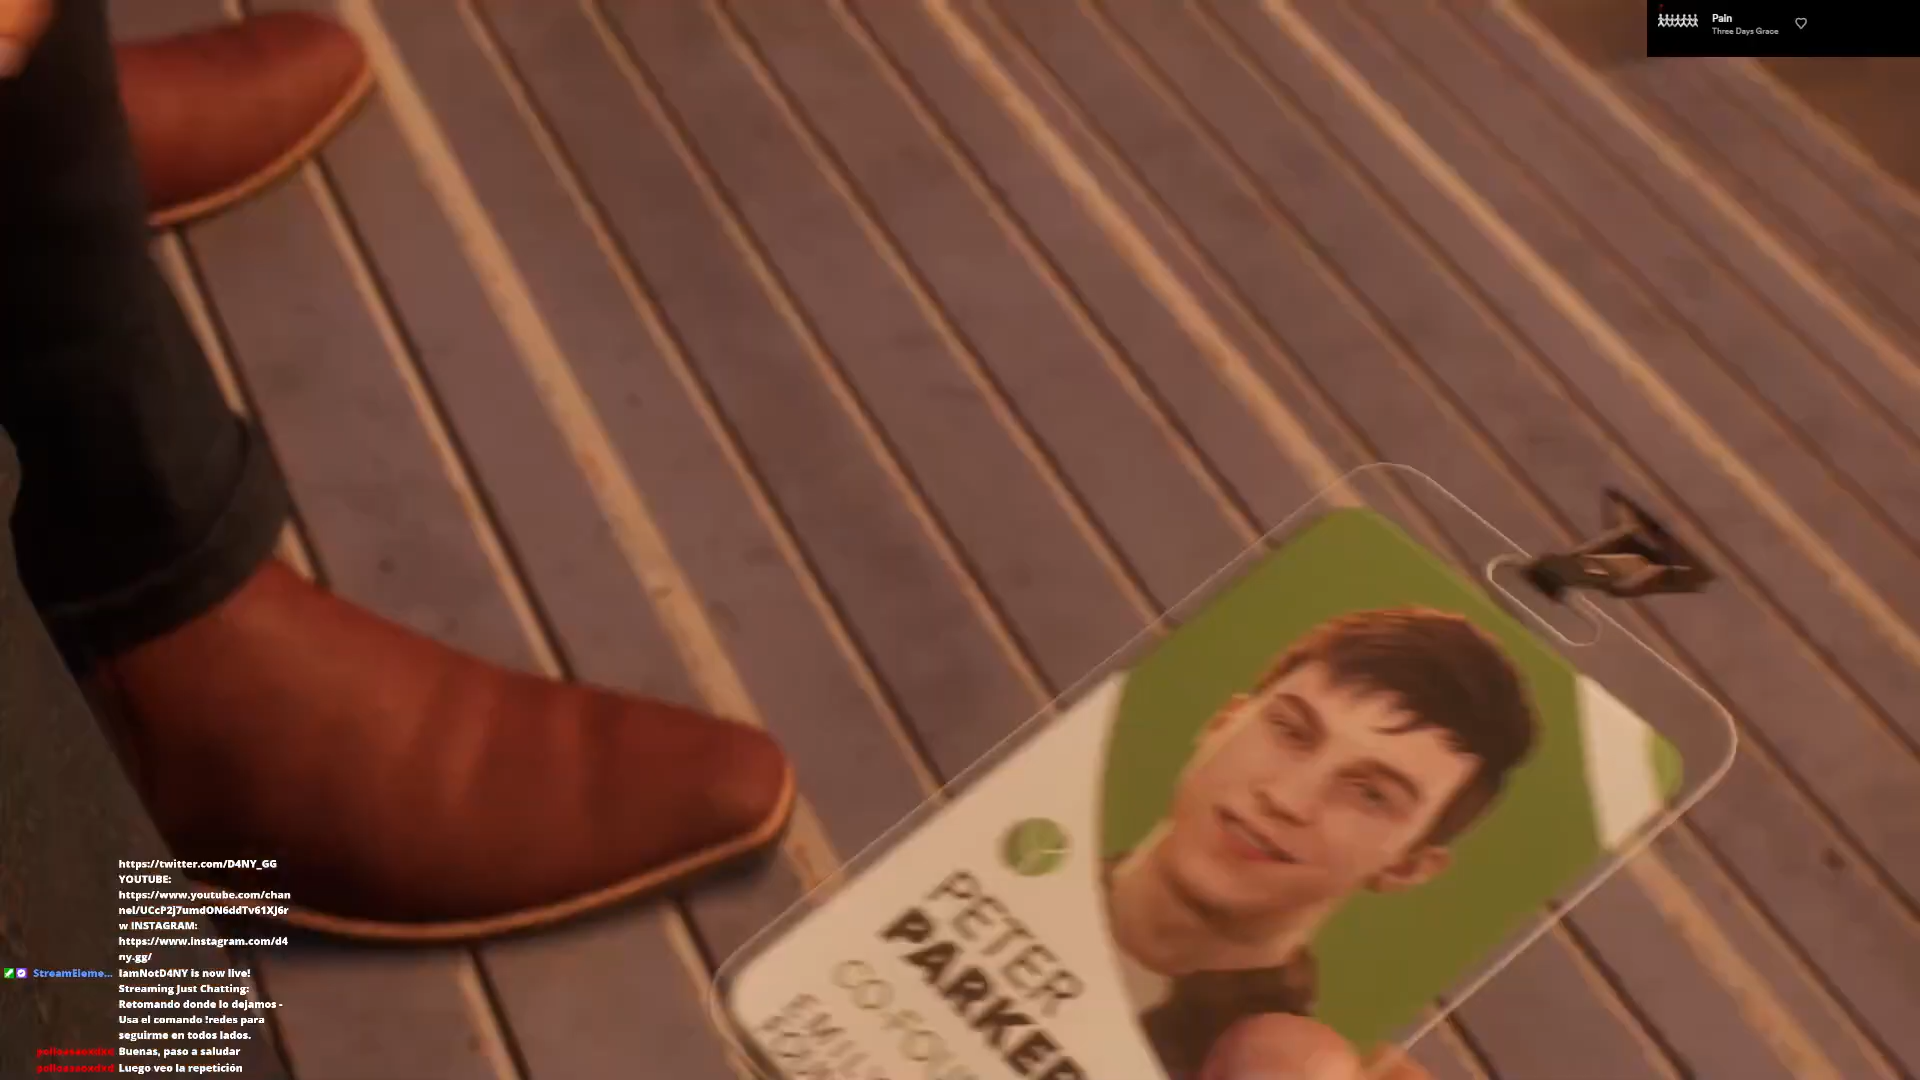 Pain
Three Days Grace
PETER
PARKER
https://twitter.com/D4NY_GG
YOUTUBE:
https://www.youtube.com/chan
nel/UCcP2j7umdON6ddTv61XJ6r
w INSTAGRAM:
https://www.instagram.com/d4
ny.gg/
StreamEleme... IamNotD4NY is now live!
Streaming Just Chatting:
Retomando donde lo dejamos -
Usa el comando !redes para
seguirme en todos lados.
Buenas, paso a saludar
Luego veo la repetición